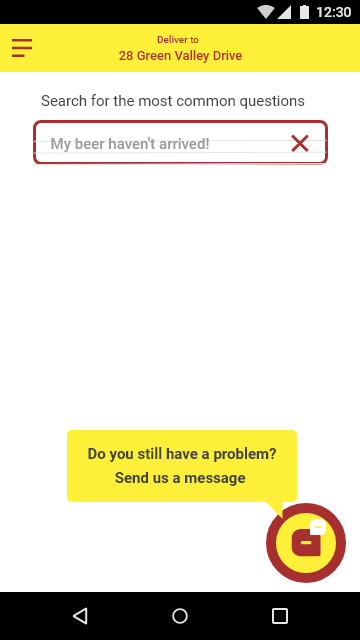 12:30
Deliver to
28 Green Valley Drive
Search for the most common questions
My beer haven't arrived!
Do you still have a problem?
Send us a message